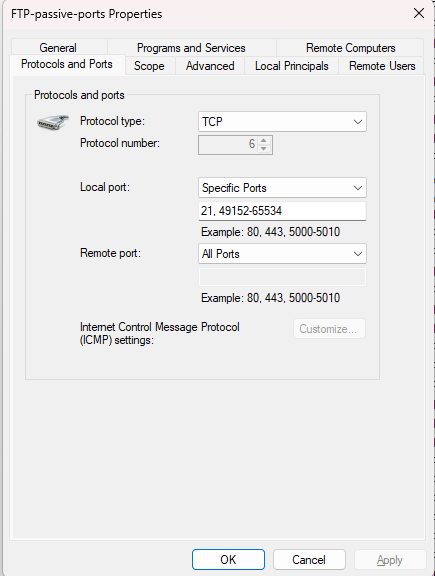 FTP-passive-ports Properties
General Programs and Services Remote Computers
Protocols and Ports Scope Advanced Local Principals Remote Users
Protocols and ports
Protocol type: TCP
Protocol number: 6
Local port: Specific Ports
21, 49152-65534
Example: 80, 443, 5000-5010
Remote port: All Ports
Example: 80, 443, 5000-5010
Internet Control Message Protocol
(ICMP) settings: Customize...
OK Cancel Apply